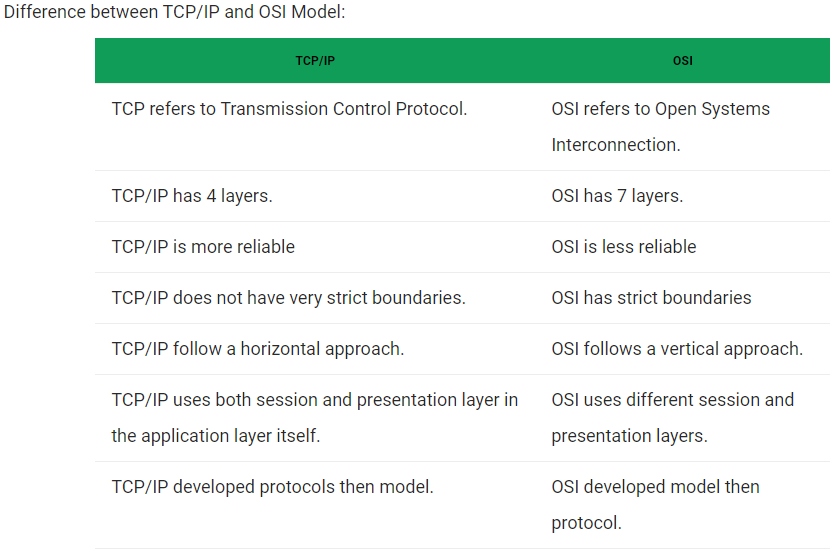 Difference between TCP/IP and OSI Model:
TCP/IP OSI
TCP refers to Transmission Control Protocol. OSI refers to Open Systems
Interconnection.
TCP/IP has 4 layers. OSI has 7 layers.
TCP/IP is more reliable OSI is less reliable
TCP/IP does not have very strict boundaries. OSI has strict boundaries
TCP/IP follow a horizontal approach. OSI follows a vertical approach.
TCP/IP uses both session and presentation layer in OSI uses different session and
the application layer itself. presentation layers.
TCP/IP developed protocols then model. OSI developed model then
protocol.